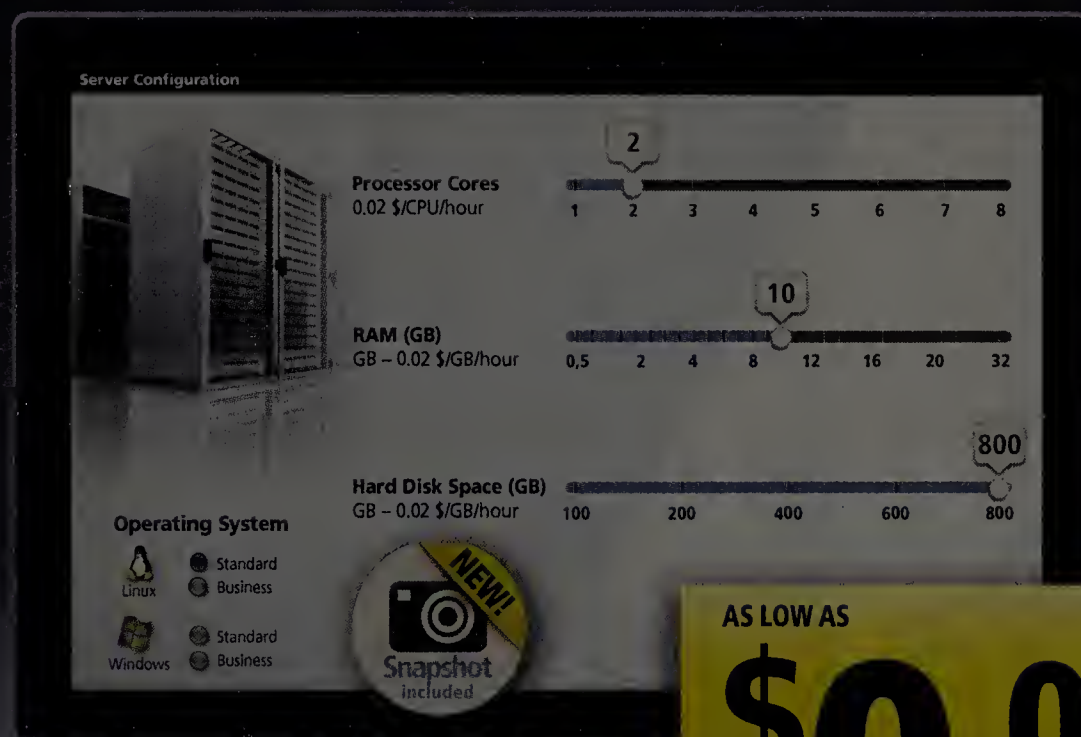 Server Configuration
2
Processor Cores
0.02 $/CPU/hour
1 2 3 4 5 6 7 8
10
RAM (GB)
GB – 0.02 $/GB/hour
0,5 2 4 8 12 16 20 32
800
Hard Disk Space (GB)
GB – 0.02 $/GB/hour
100 200 400 600 800
Operating System
Linux
Standard
Business
Windows
Standard
Business
NEW!
Snapshot
included
AS LOW AS
$0.0